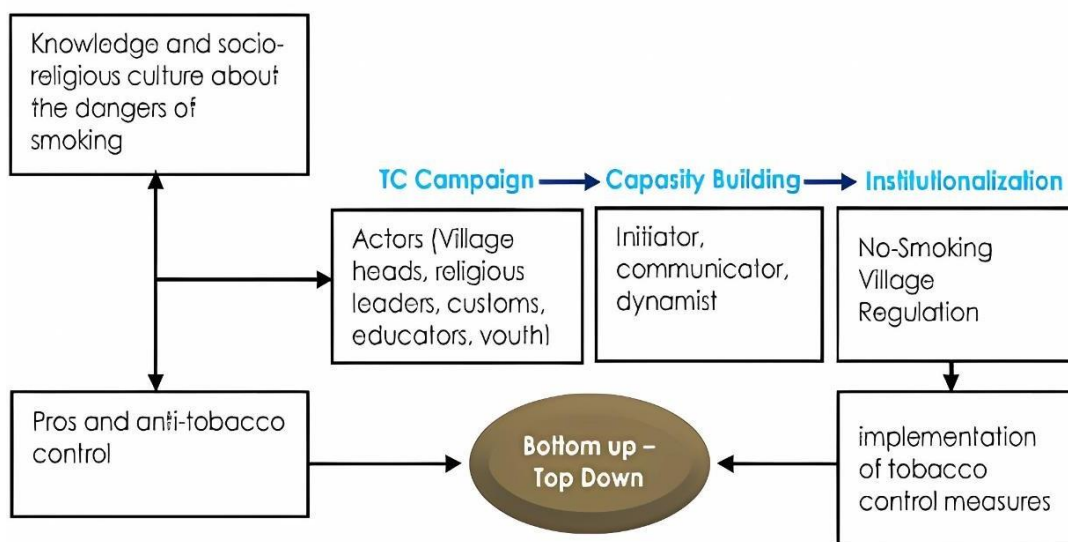 Knowledge and socio-
religious culture about
the dangers of
smoking
TC Campaign
Capasity Building
Institutionalization
Actors (Village
heads, religious
leaders, customs,
educators, youth)
Initiator,
communicator,
dynamist
No-Smoking
Village
Regulation
Pros and anti-tobacco
control
Bottom up –
Top Down
implementation
of tobacco
control measures